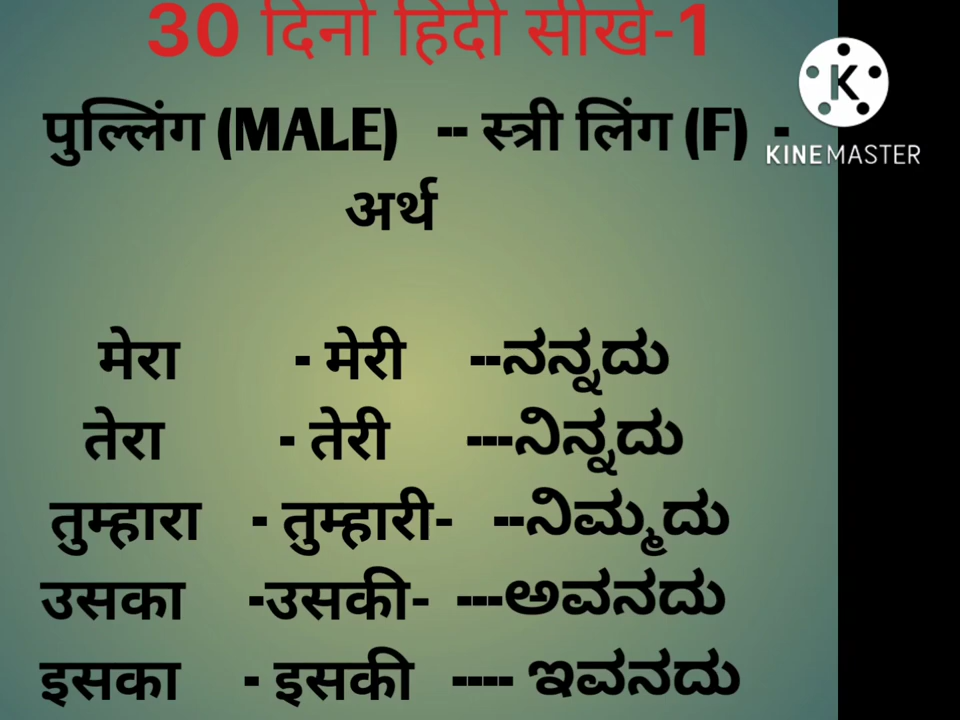 30 दिनो हिंदी सीखे-1
पुल्लिंग (MALE) -- स्त्री लिंग (F) -
अर्थ
K
KINEMASTER
मेरा - मेरी --ನನ್ನದು
तेरा - तेरी ---ನಿನ್ನದು
तुम्हारा - तुम्हारी- --ನಿಮ್ಮದು
उसका -उसकी- ---ಅವನದು
इसका - इसकी ---- ಇವನದು